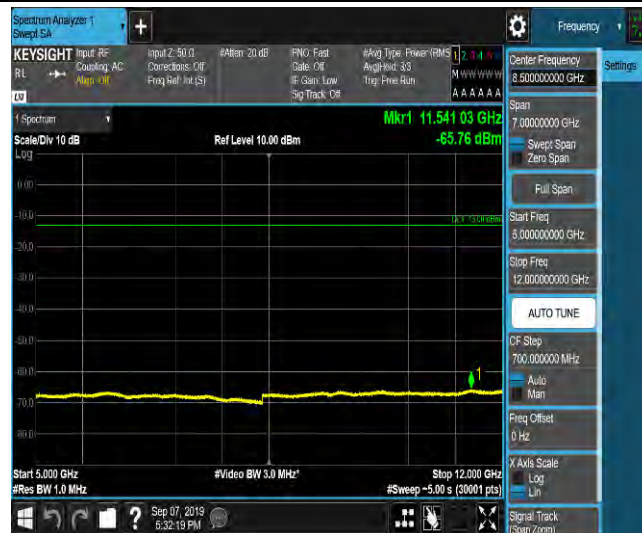 Spectrum Analyzer 1
Swept SA
Frequency
KEYSIGHT
RL
Input: RF
Coupling: AC
Align: Off
Input Z: 50 Ω
Corrections: Off
Freq Ref: Int (S)
#Atten: 20 dB
PNO: Fast
Gate: Off
IF Gain: Low
Sig Track: Off
#Avg Type: Power (RMS
Avg|Hold: 3/3
Trig: Free Run
M W W W W W
A A A A A A
1 Spectrum
Scale/Div 10 dB
Log
Ref Level 10.00 dBm
Mkr1 11.541 03 GHz
-65.76 dBm
0.00
-10.0
-20.0
-30.0
-40.0
-50.0
-60.0
-70.0
-80.0
1
Start 5.000 GHz
#Res BW 1.0 MHz
#Video BW 3.0 MHz*
Stop 12.000 GHz
#Sweep ~5.00 s (30001 pts)
Sep 07, 2019
5:32:19 PM
Settings
Center Frequency
8.500000000 GHz
Span
7.00000000 GHz
Swept Span
Zero Span
Full Span
Start Freq
5.000000000 GHz
Stop Freq
12.000000000 GHz
AUTO TUNE
CF Step
700.000000 MHz
Auto
Man
Freq Offset
0 Hz
X Axis Scale
Log
Lin
Signal Track
(Span Zoom)